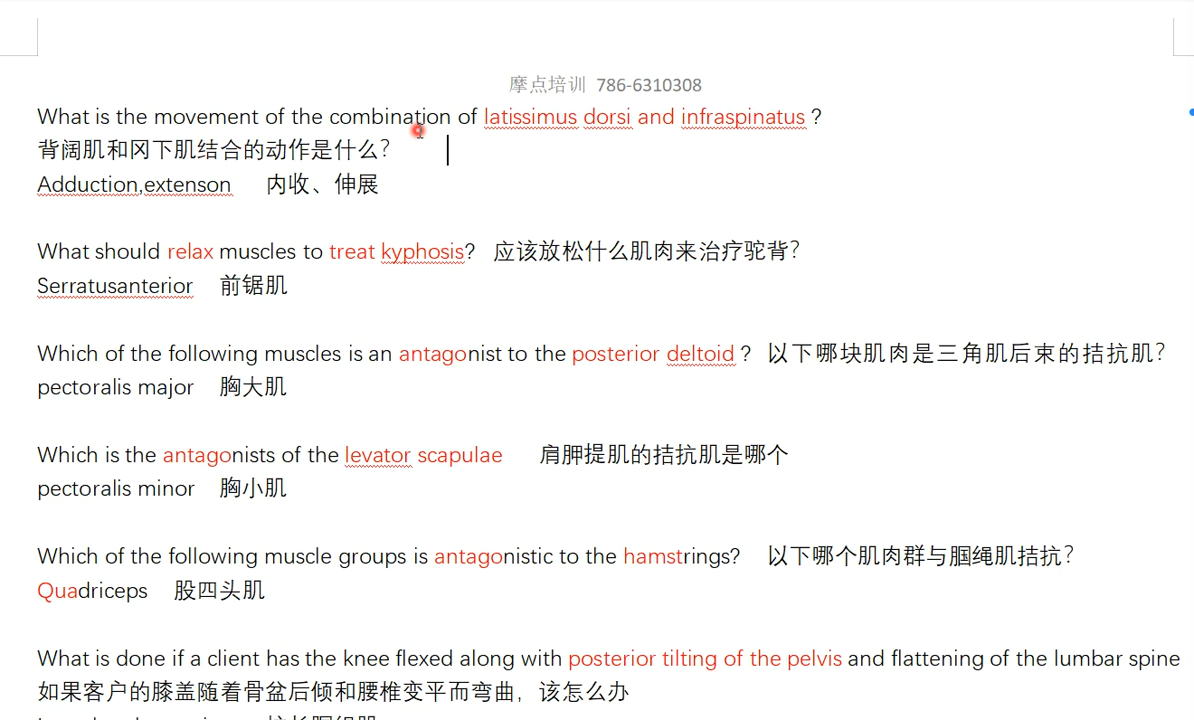 摩点培训 786-6310308
What is the movement of the combination of latissimus dorsi and infraspinatus ?
背阔肌和冈下肌结合的动作是什么？
Adduction,extenson 内收、伸展
What should relax muscles to treat kyphosis? 应该放松什么肌肉来治疗驼背？
Serratusanterior 前锯肌
Which of the following muscles is an antagonist to the posterior deltoid ? 以下哪块肌肉是三角肌后束的拮抗肌？
pectoralis major 胸大肌
Which is the antagonists of the levator scapulae 肩胛提肌的拮抗肌是哪个
pectoralis minor 胸小肌
Which of the following muscle groups is antagonistic to the hamstrings? 以下哪个肌肉群与腘绳肌拮抗？
Quadriceps 股四头肌
What is done if a client has the knee flexed along with posterior tilting of the pelvis and flattening of the lumbar spine
如果客户的膝盖随着骨盆后倾和腰椎变平而弯曲，该怎么办